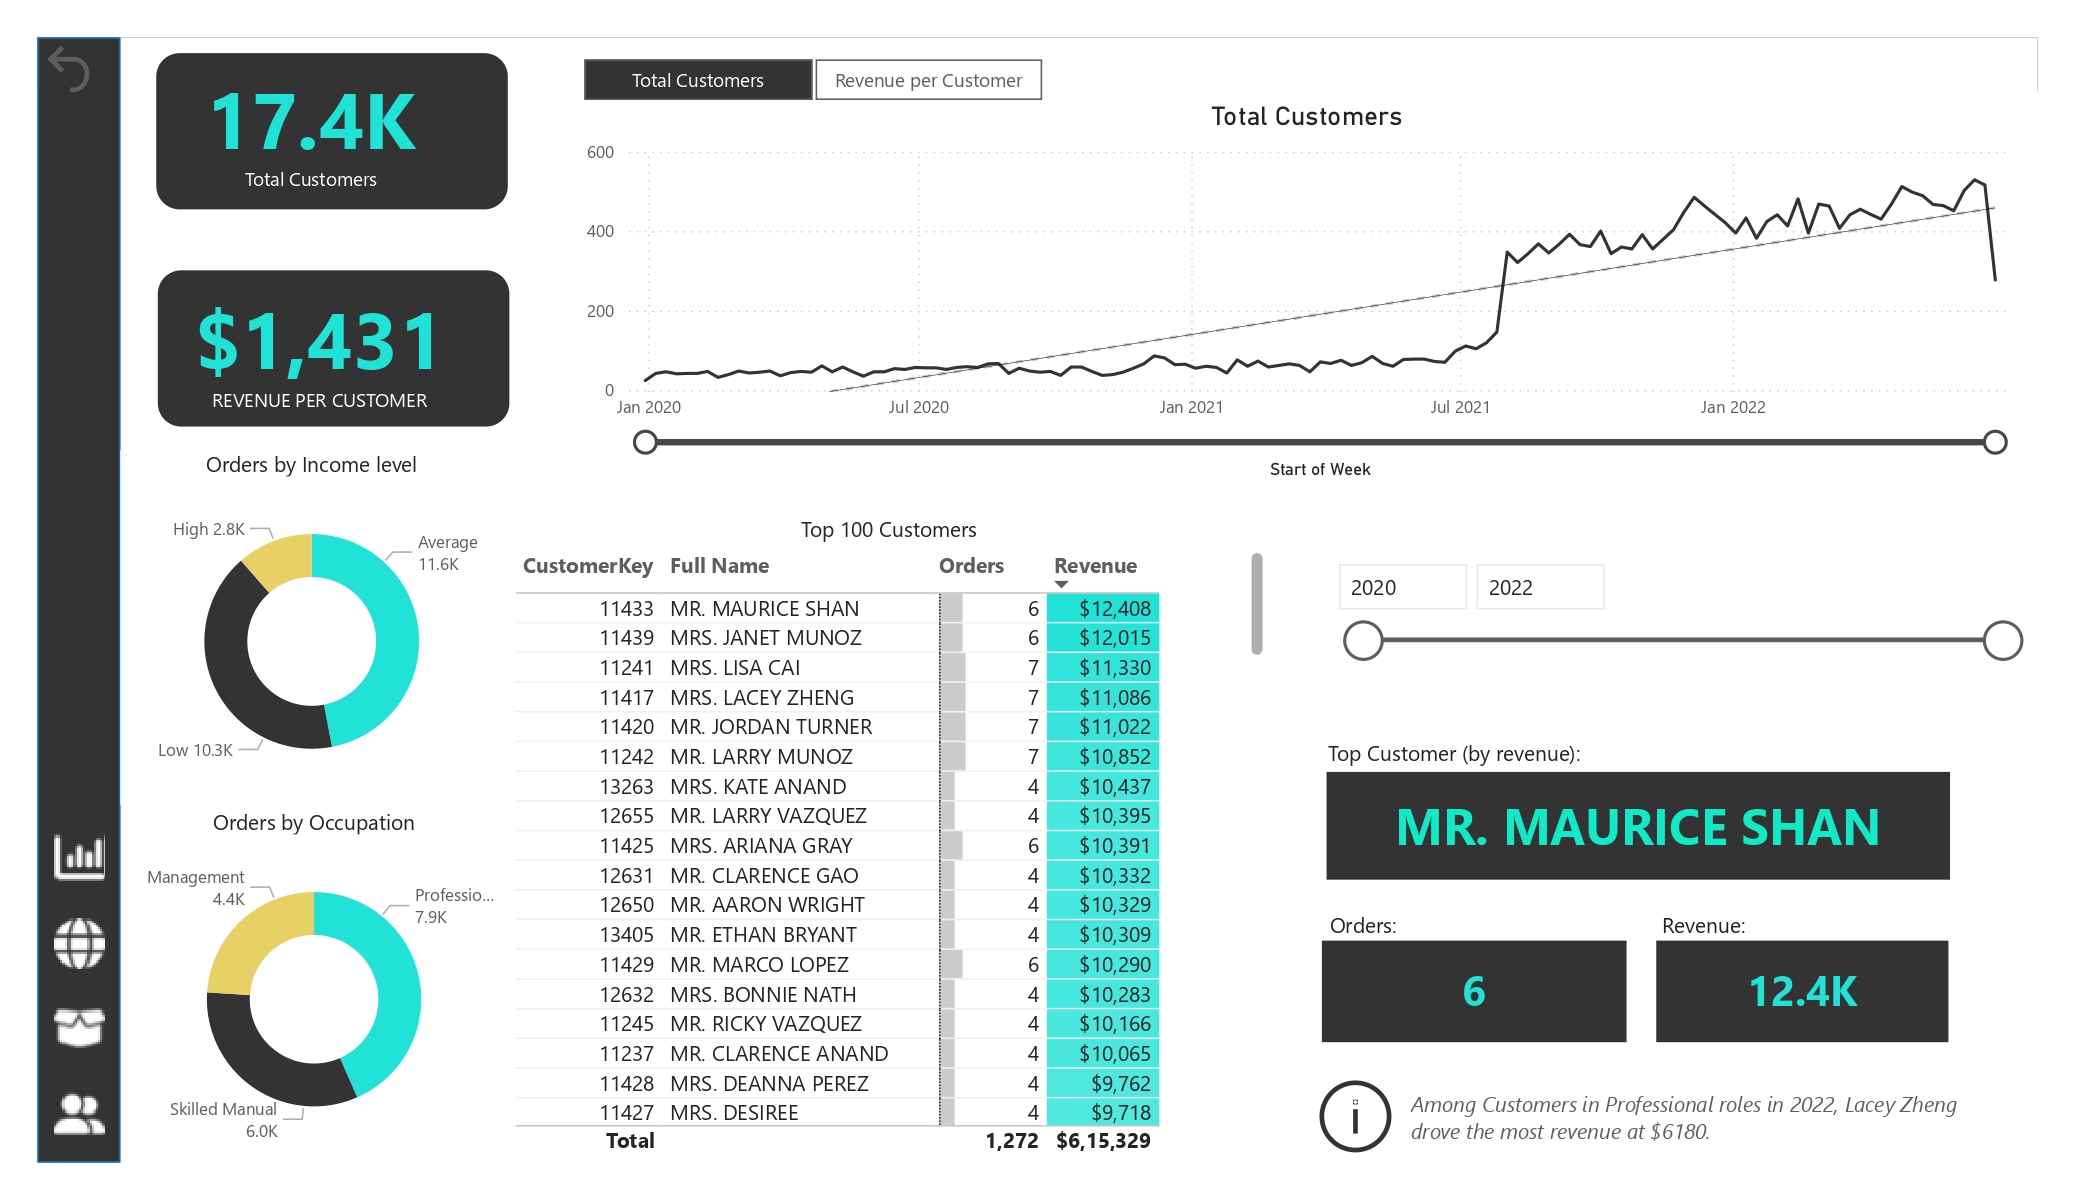 17.4K
Total Customers
$1,431
REVENUE PER CUSTOMER
Total Customers
Revenue per Customer
Total Customers
600
400
200
0
Jan 2020
Jul 2020
Jan 2021
Jul 2021
Jan 2022
Start of Week
Orders by Income level
High 2.8K
Average
11.6K
Low 10.3K
Orders by Occupation
Management
4.4K
Professio...
7.9K
Skilled Manual
6.0K
Top 100 Customers
CustomerKey Full Name Orders Revenue
11433 MR. MAURICE SHAN 6 $12,408
11439 MRS. JANET MUNOZ 6 $12,015
11241 MRS. LISA CAI 7 $11,330
11417 MRS. LACEY ZHENG 7 $11,086
11420 MR. JORDAN TURNER 7 $11,022
11242 MR. LARRY MUNOZ 7 $10,852
13263 MRS. KATE ANAND 4 $10,437
12655 MR. LARRY VAZQUEZ 4 $10,395
11425 MRS. ARIANA GRAY 6 $10,391
12631 MR. CLARENCE GAO 4 $10,332
12650 MR. AARON WRIGHT 4 $10,329
13405 MR. ETHAN BRYANT 4 $10,309
11429 MR. MARCO LOPEZ 6 $10,290
12632 MRS. BONNIE NATH 4 $10,283
11245 MR. RICKY VAZQUEZ 4 $10,166
11237 MR. CLARENCE ANAND 4 $10,065
11428 MRS. DEANNA PEREZ 4 $9,762
11427 MRS. DESIREE 4 $9,718
Total 1,272 $6,15,329
2020
2022
Top Customer (by revenue):
MR. MAURICE SHAN
Orders:
Revenue:
6
12.4K
Among Customers in Professional roles in 2022, Lacey Zheng
drove the most revenue at $6180.